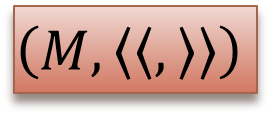 (𝑀, ⟨⟨, ⟩⟩)